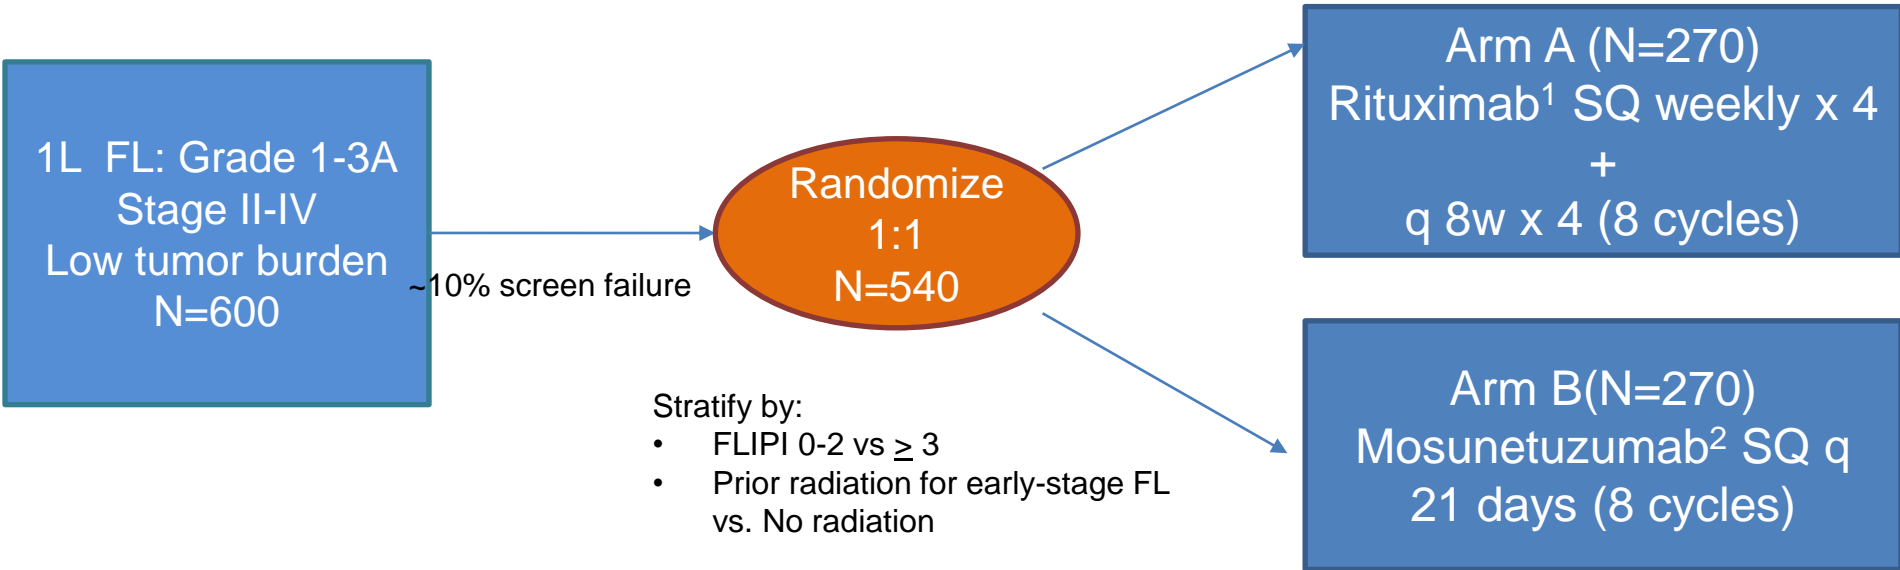 1L FL: Grade 1-3A
Stage II-IV
Low tumor burden
N=600
~10% screen failure
Randomize
1:1
N=540
Stratify by:
• FLIPI 0-2 vs ≥ 3
• Prior radiation for early-stage FL
vs. No radiation
Arm A (N=270)
Rituximab¹ SQ weekly x 4
+
q 8w x 4 (8 cycles)
Arm B(N=270)
Mosunetuzumab² SQ q
21 days (8 cycles)